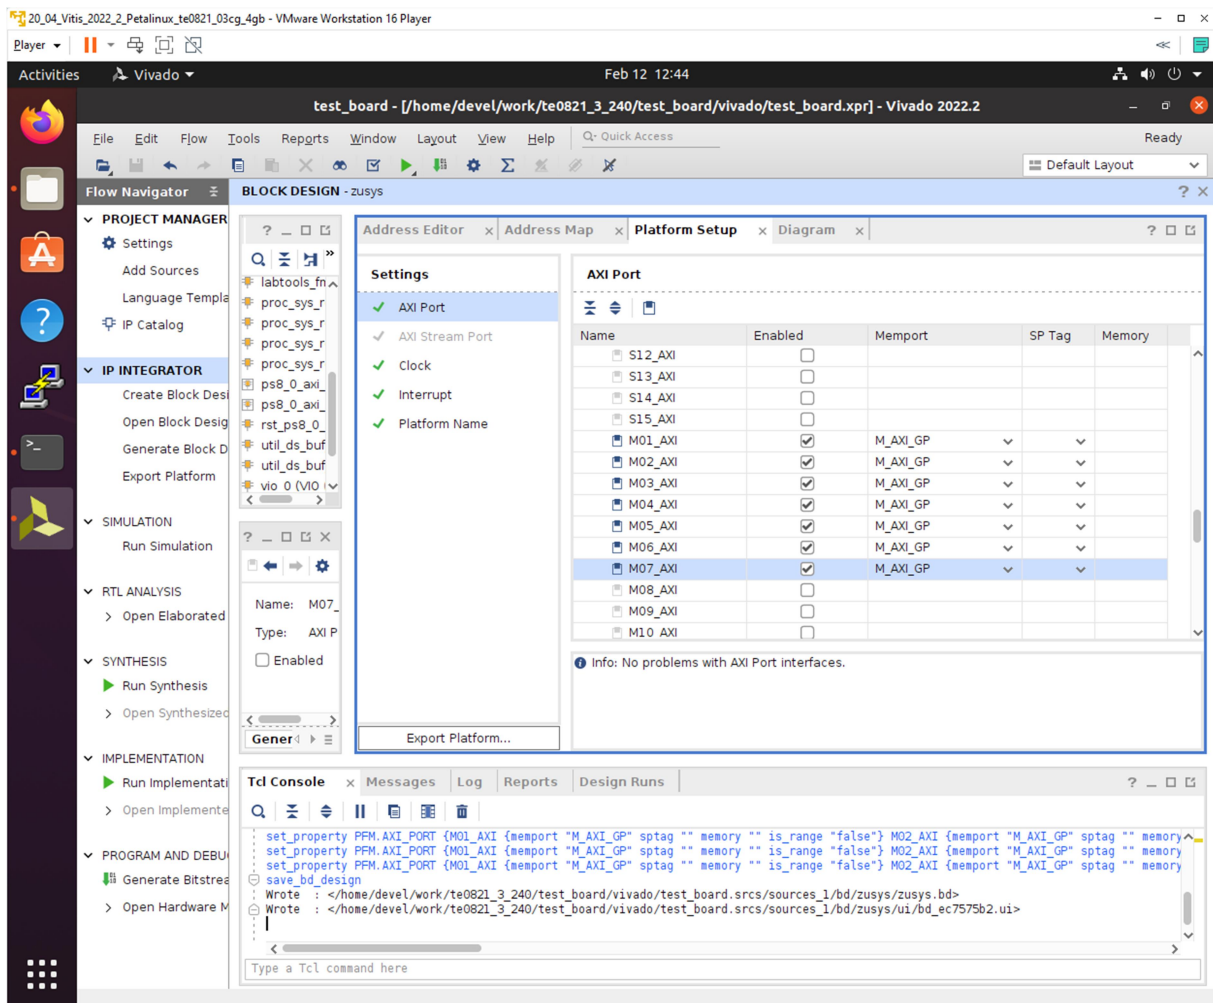 20_04_Vitis_2022_2_Petalinux_te0821_03cg_4gb - VMware Workstation 16 Player
Player
Activities
Vivado
Feb 12 12:44
test_board - [/home/devel/work/te0821_3_240/test_board/vivado/test_board.xpr] - Vivado 2022.2
File Edit Flow Tools Reports Window Layout View Help
Quick Access
Ready
Default Layout
Flow Navigator
PROJECT MANAGER
Settings
Add Sources
Language Templa
IP Catalog
IP INTEGRATOR
Create Block Desi
Open Block Desig
Generate Block D
Export Platform
SIMULATION
Run Simulation
RTL ANALYSIS
Open Elaborated
SYNTHESIS
Run Synthesis
Open Synthesized
IMPLEMENTATION
Run Implementati
Open Implemente
PROGRAM AND DEBU
Generate Bitstrea
Open Hardware M
BLOCK DESIGN - zusys
labtools_fn
proc_sys_r
proc_sys_r
proc_sys_r
proc_sys_r
ps8_0_axi_
ps8_0_axi_
rst_ps8_0_
util_ds_buf
util_ds_buf
vio_0 (VIO
Name: M07_
Type: AXI P
Enabled
Gener
Address Editor
Address Map
Platform Setup
Diagram
Settings
AXI Port
AXI Stream Port
Clock
Interrupt
Platform Name
Export Platform...
AXI Port
Name Enabled Memport SP Tag Memory
S12_AXI
S13_AXI
S14_AXI
S15_AXI
M01_AXI M_AXI_GP
M02_AXI M_AXI_GP
M03_AXI M_AXI_GP
M04_AXI M_AXI_GP
M05_AXI M_AXI_GP
M06_AXI M_AXI_GP
M07_AXI M_AXI_GP
M08_AXI
M09_AXI
M10_AXI
Info: No problems with AXI Port interfaces.
Tcl Console
Messages
Log
Reports
Design Runs
set_property PFM.AXI_PORT {M01_AXI {memport "M_AXI_GP" sptag "" memory "" is_range "false"} M02_AXI {memport "M_AXI_GP" sptag "" memory
set_property PFM.AXI_PORT {M01_AXI {memport "M_AXI_GP" sptag "" memory "" is_range "false"} M02_AXI {memport "M_AXI_GP" sptag "" memory
set_property PFM.AXI_PORT {M01_AXI {memport "M_AXI_GP" sptag "" memory "" is_range "false"} M02_AXI {memport "M_AXI_GP" sptag "" memory
save_bd_design
Wrote : </home/devel/work/te0821_3_240/test_board/vivado/test_board.srcs/sources_1/bd/zusys/zusys.bd>
Wrote : </home/devel/work/te0821_3_240/test_board/vivado/test_board.srcs/sources_1/bd/zusys/ui/bd_ec7575b2.ui>
Type a Tcl command here